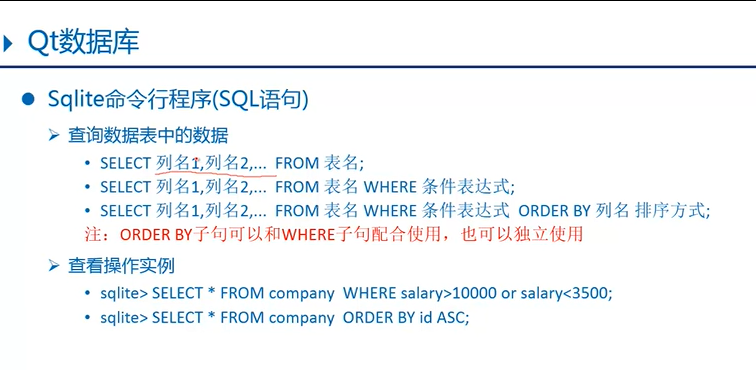 Qt数据库
Sqlite命令行程序(SQL语句)
查询数据表中的数据
SELECT 列名1,列名2,... FROM 表名;
SELECT 列名1,列名2,... FROM 表名 WHERE 条件表达式;
SELECT 列名1,列名2,... FROM 表名 WHERE 条件表达式 ORDER BY 列名 排序方式;
注：ORDER BY子句可以和WHERE子句配合使用，也可以独立使用
查看操作实例
sqlite> SELECT * FROM company WHERE salary>10000 or salary<3500;
sqlite> SELECT * FROM company ORDER BY id ASC;